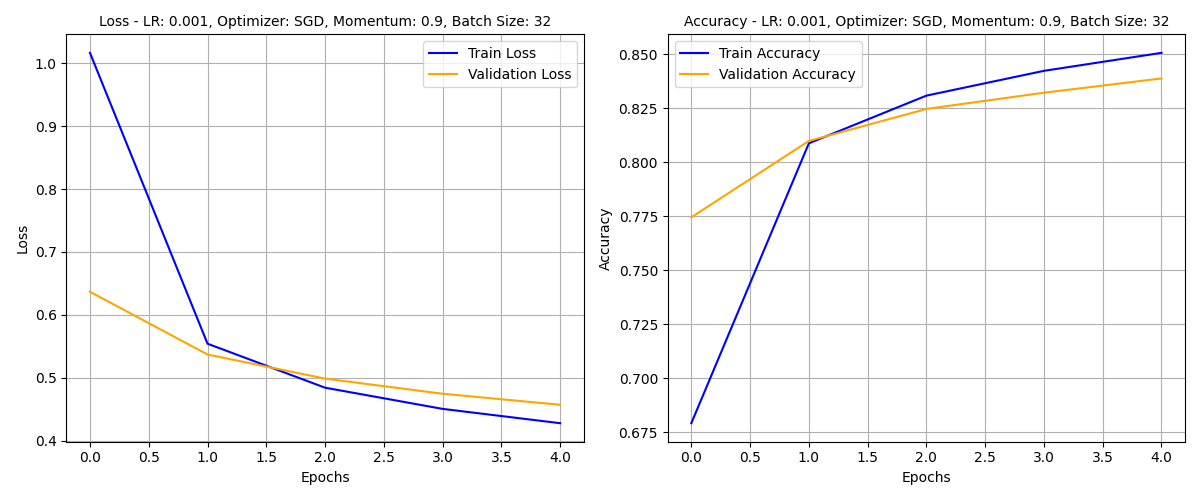 Loss - LR: 0.001, Optimizer: SGD, Momentum: 0.9, Batch Size: 32
Train Loss
Validation Loss
1.0
0.9
0.8
0.7
0.6
0.5
0.4
Loss
0.0 0.5 1.0 1.5 2.0 2.5 3.0 3.5 4.0
Epochs
Accuracy - LR: 0.001, Optimizer: SGD, Momentum: 0.9, Batch Size: 32
Train Accuracy
Validation Accuracy
0.850
0.825
0.800
0.775
0.750
0.725
0.700
0.675
Accuracy
0.0 0.5 1.0 1.5 2.0 2.5 3.0 3.5 4.0
Epochs